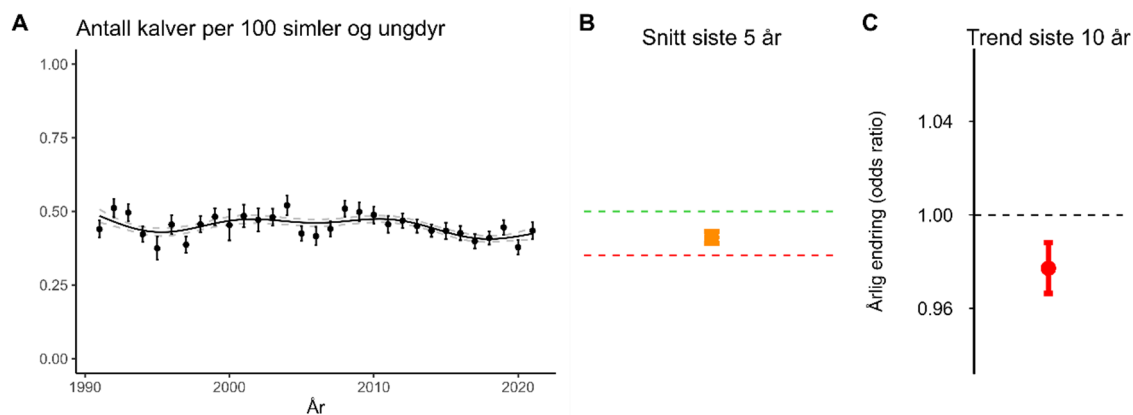 A
Antall kalver per 100 simler og ungdyr
1.00
0.75
0.50
0.25
0.00
1990
2000
2010
2020
År
B
Snitt siste 5 år
C
Trend siste 10 år
Årlig endring (odds ratio)
1.04
1.00
0.96